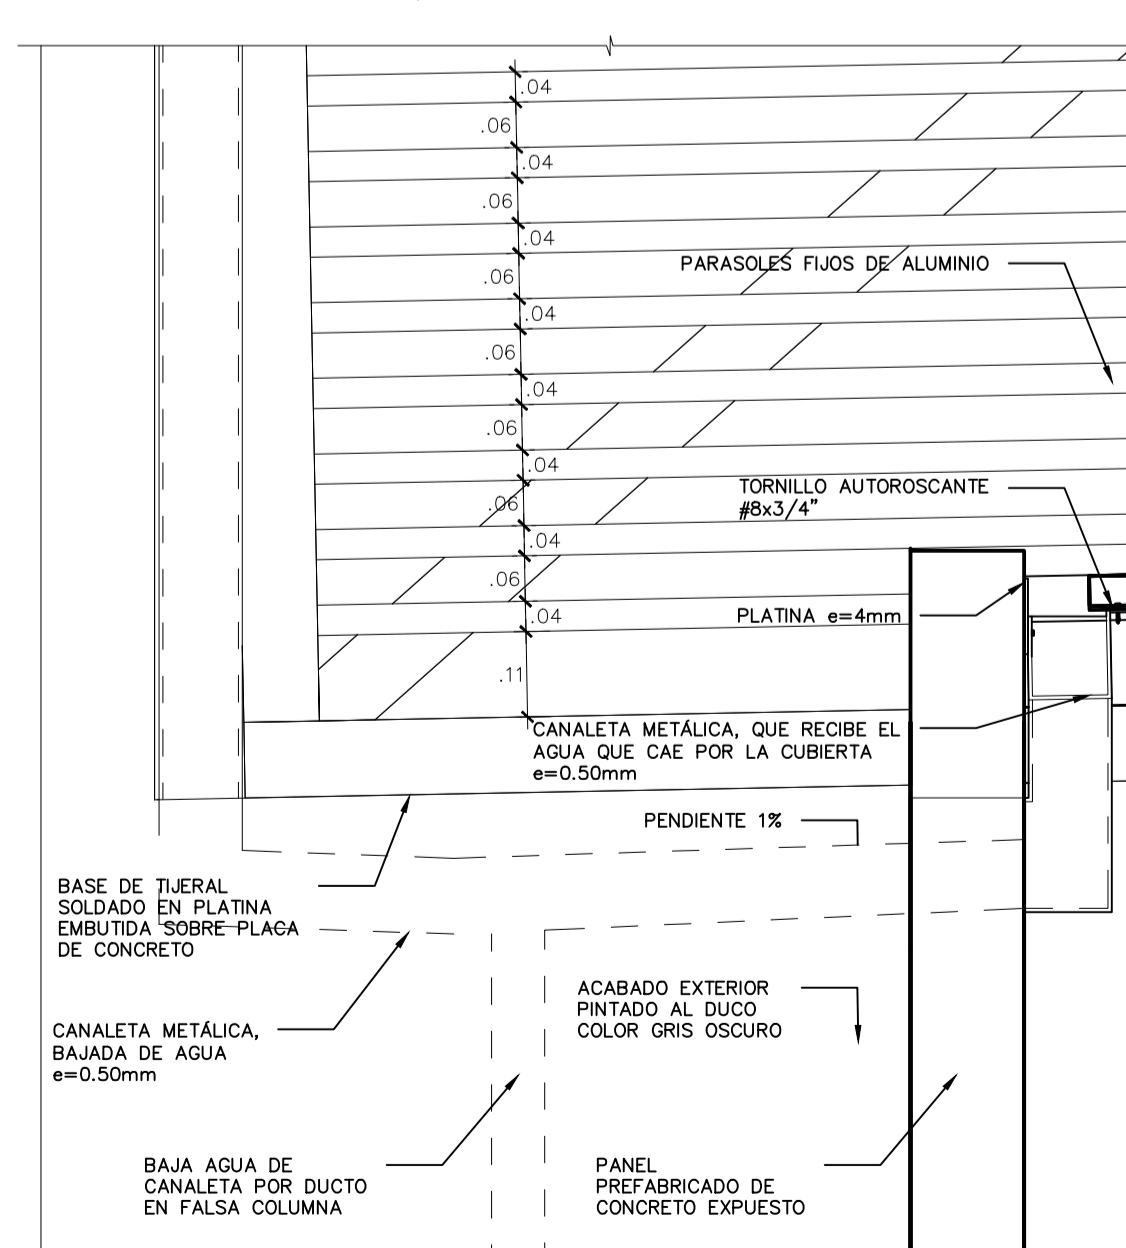 .04
.06
.04
.06
.04
PARASOLES FIJOS DE ALUMINIO
.06
.04
.06
.04
.06
.04
TORNILLO AUTOROSCANTE
#8x3/4"
.06
.04
.06
.04
PLATINA e=4mm
.11
CANALETA METÁLICA, QUE RECIBE EL
AGUA QUE CAE POR LA CUBIERTA
e=0.50mm
PENDIENTE 1%
BASE DE TIJERAL
SOLDADO EN PLATINA
EMBUTIDA SOBRE PLACA
DE CONCRETO
ACABADO EXTERIOR
PINTADO AL DUCO
COLOR GRIS OSCURO
CANALETA METÁLICA,
BAJADA DE AGUA
e=0.50mm
BAJA AGUA DE
CANALETA POR DUCTO
EN FALSA COLUMNA
PANEL
PREFABRICADO DE
CONCRETO EXPUESTO